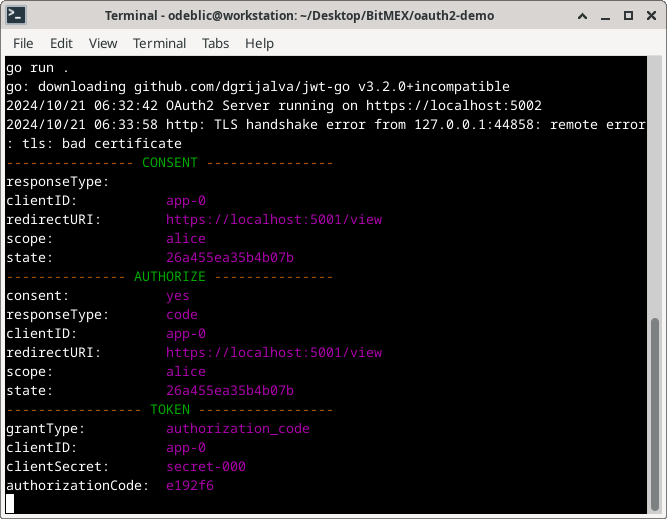 Terminal - odeblic@workstation: ~/Desktop/BitMEX/oauth2-demo
File Edit View Terminal Tabs Help
go run .
go: downloading github.com/dgrijalva/jwt-go v3.2.0+incompatible
2024/10/21 06:32:42 OAuth2 Server running on https://localhost:5002
2024/10/21 06:33:58 http: TLS handshake error from 127.0.0.1:44858: remote error
: tls: bad certificate
---------------- CONSENT ----------------
responseType:
clientID: app-0
redirectURI: https://localhost:5001/view
scope: alice
state: 26a455ea35b4b07b
--------------- AUTHORIZE ---------------
consent: yes
responseType: code
clientID: app-0
redirectURI: https://localhost:5001/view
scope: alice
state: 26a455ea35b4b07b
----------------- TOKEN -----------------
grantType: authorization_code
clientID: app-0
clientSecret: secret-000
authorizationCode: e192f6